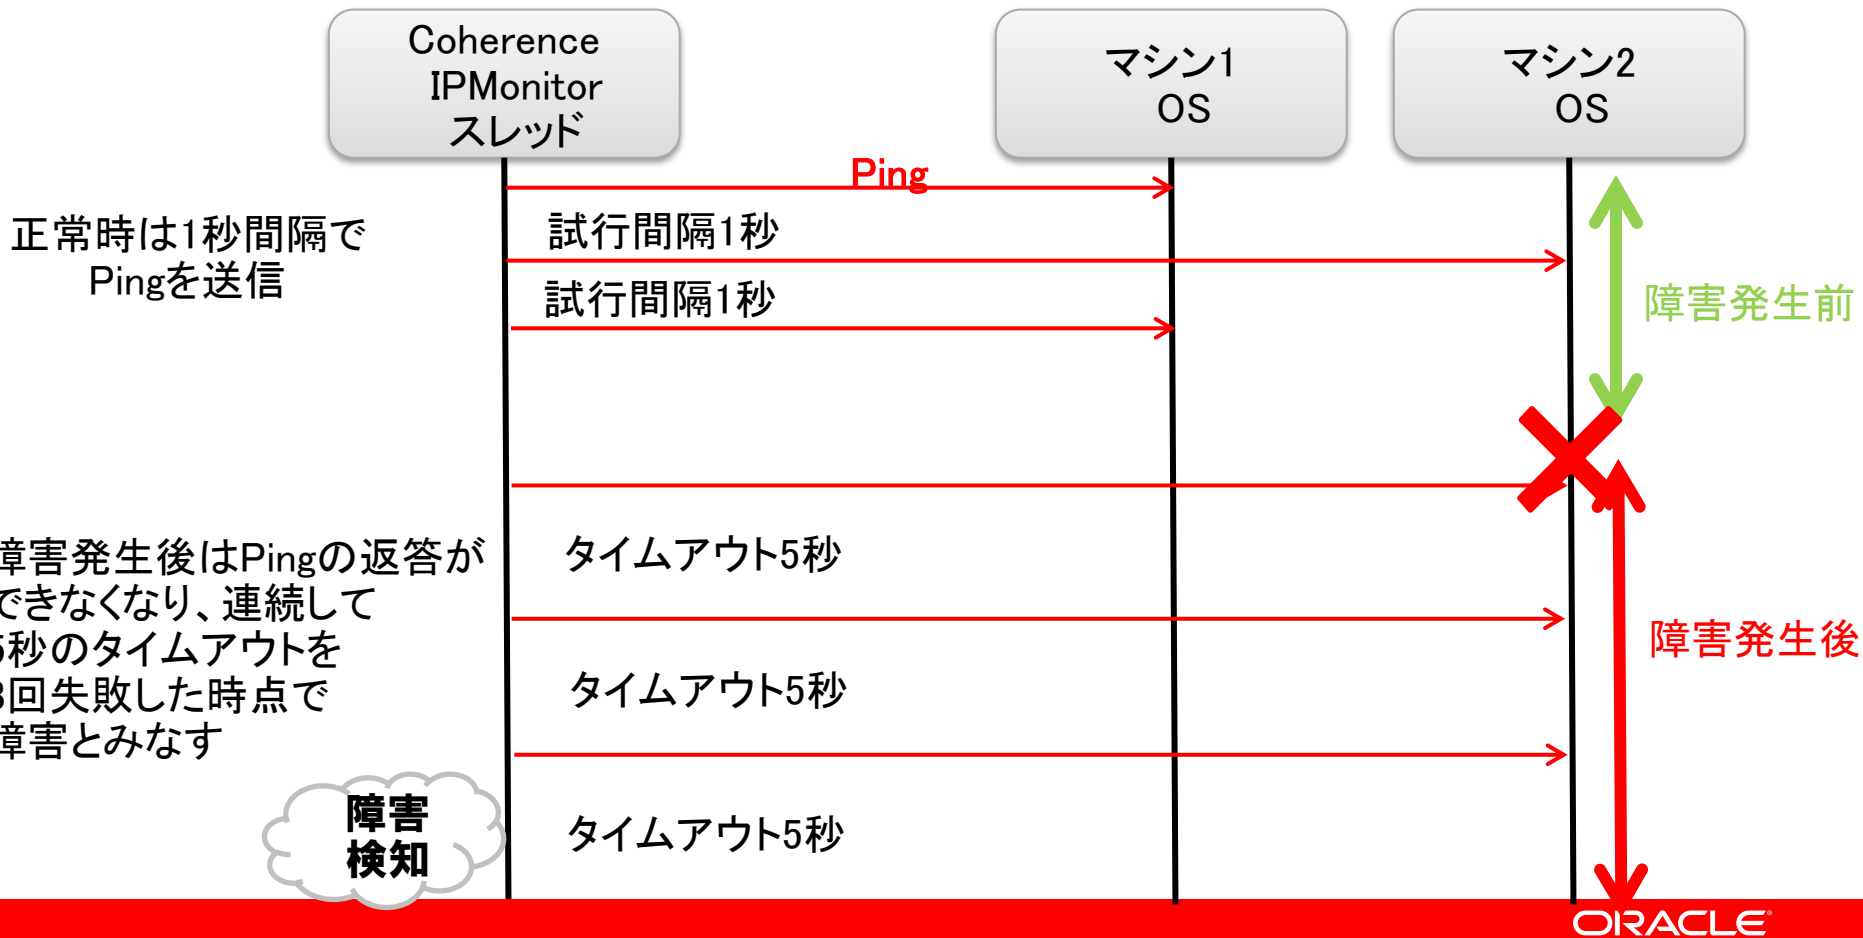 Coherence
IPMonitor
スレッド
マシン1
OS
マシン2
OS
Ping
正常時は1秒間隔で
Pingを送信
試行間隔1秒
試行間隔1秒
障害発生前
障害発生後はPingの返答が
できなくなり、連続して
5秒のタイムアウトを
3回失敗した時点で
障害とみなす
タイムアウト5秒
タイムアウト5秒
タイムアウト5秒
障害発生後
障害
検知
ORACLE